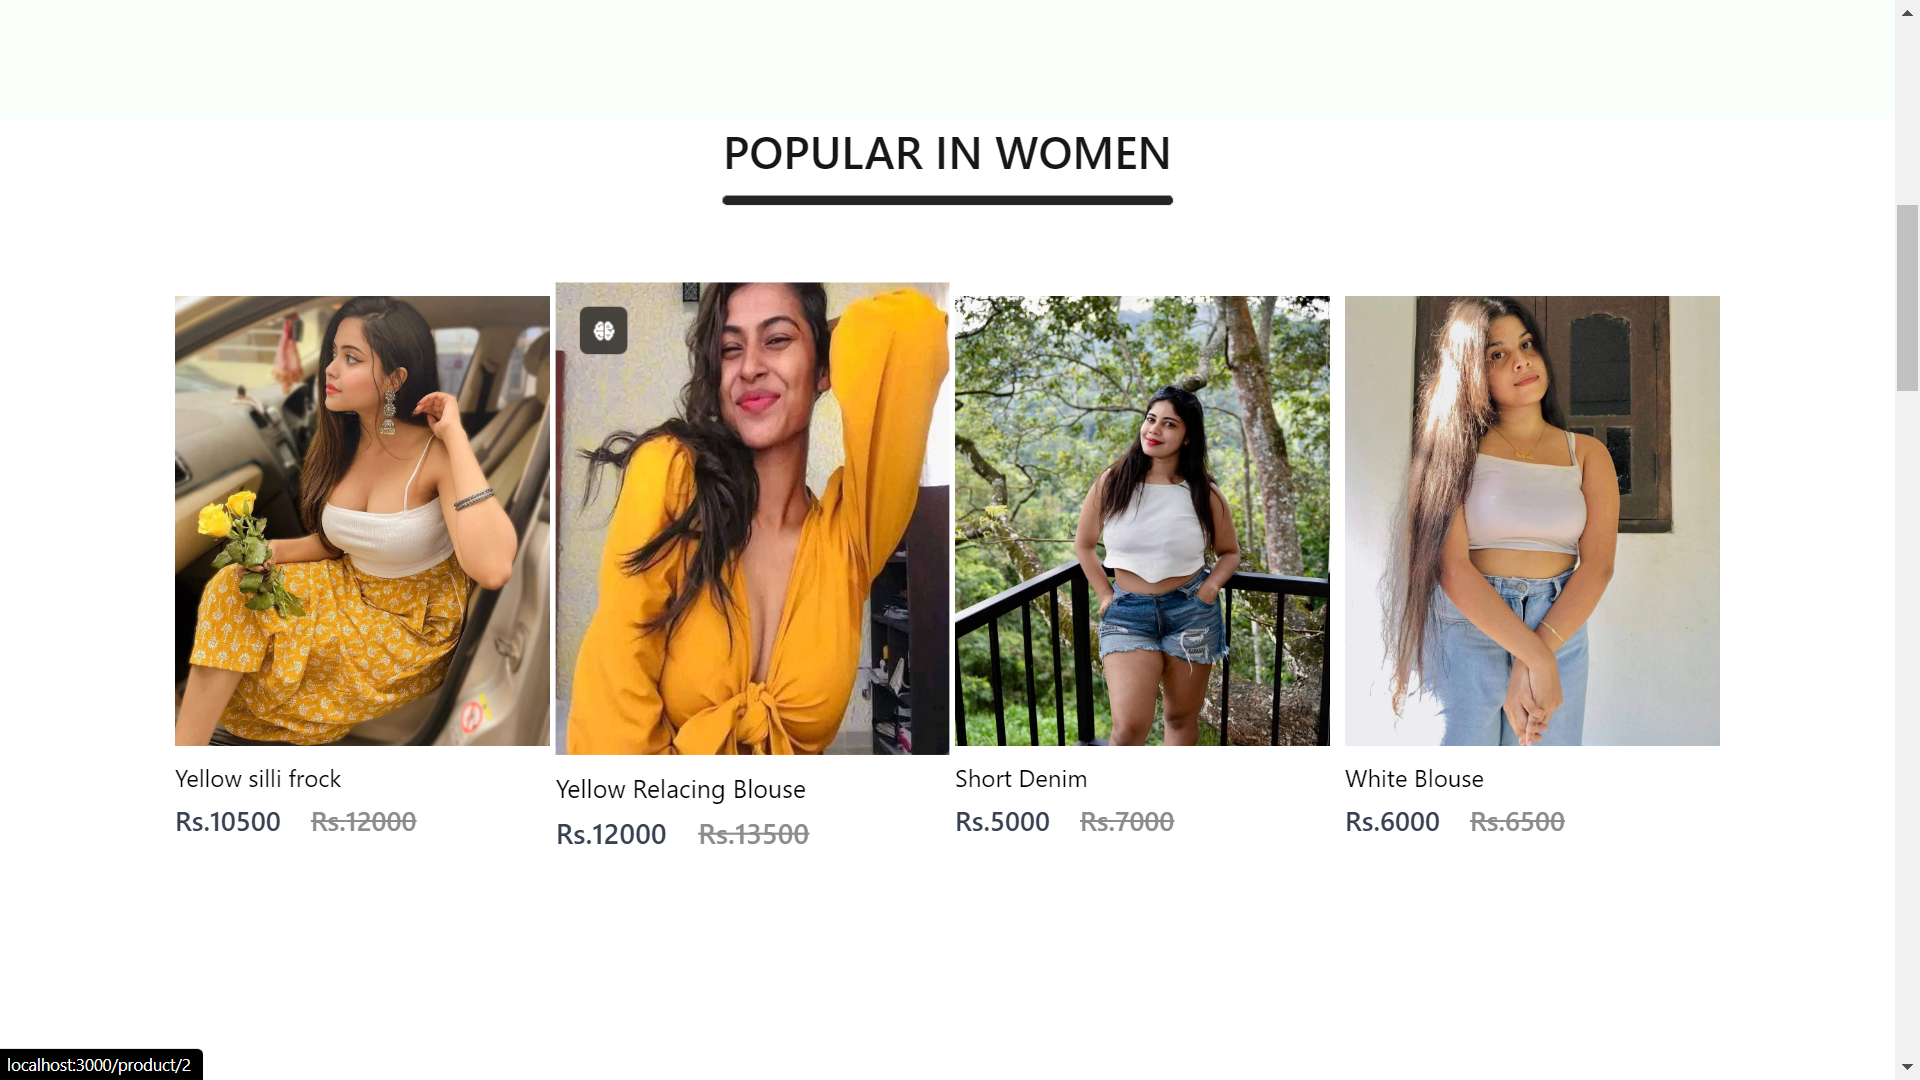 POPULAR IN WOMEN
Yellow silli frock
Rs.10500 Rs.12000
Yellow Relacing Blouse
Rs.12000 Rs.13500
Short Denim
Rs.5000 Rs.7000
White Blouse
Rs.6000 Rs.6500
localhost:3000/product/2